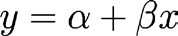 y = α + βx